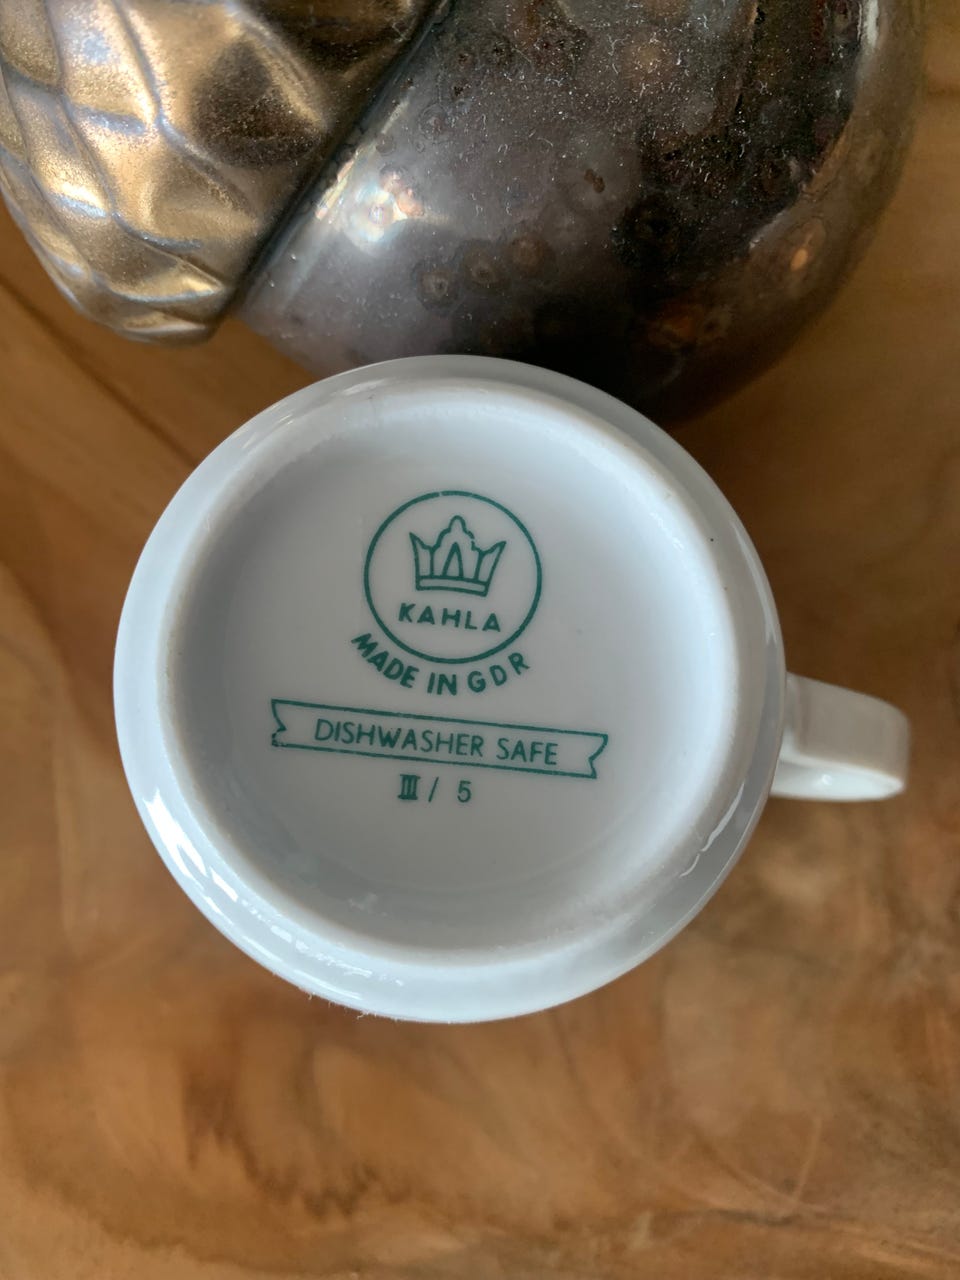 KAHLA
MADE IN GDR
DISHWASHER SAFE
III / 5